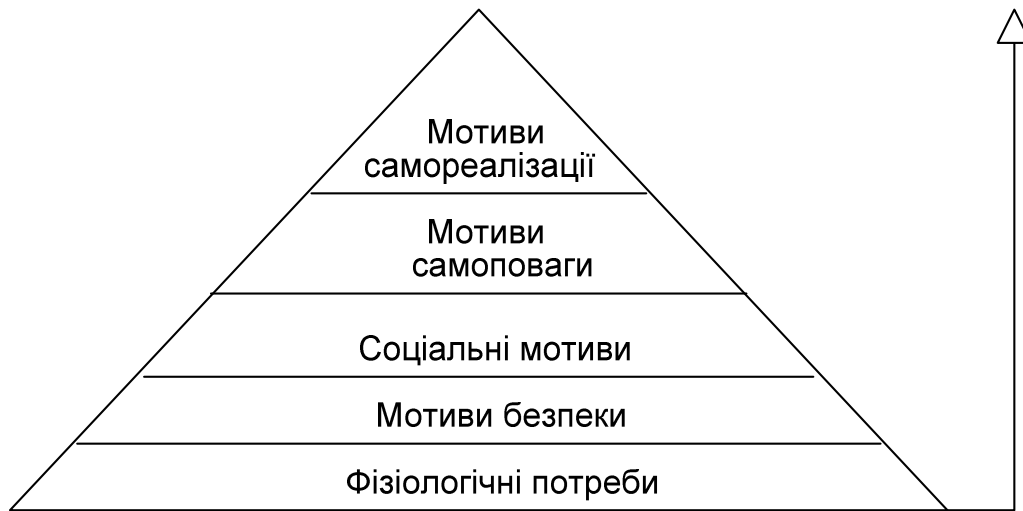 Мотиви
самореалізації
Мотиви
самоповаги
Соціальні мотиви
Мотиви безпеки
Фізіологічні потреби